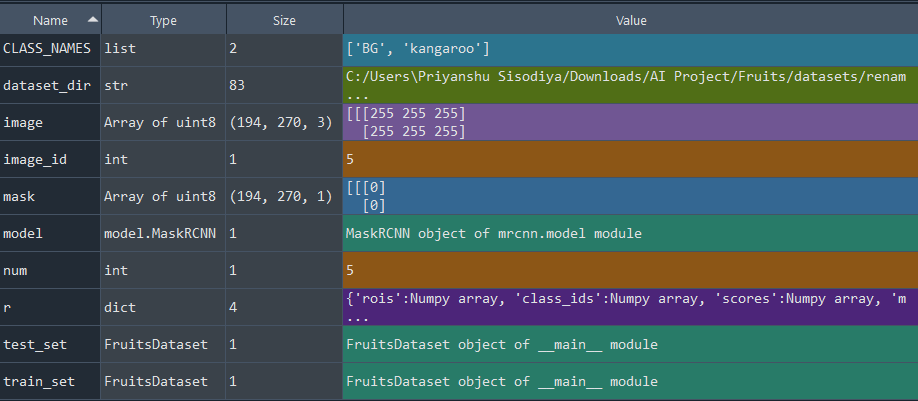 Name Type Size Value
CLASS_NAMES list 2 ['BG', 'kangaroo']
dataset_dir str 83 C:/Users\Priyanshu Sisodiya/Downloads/AI Project/Fruits/datasets/renam
...
image Array of uint8 (194, 270, 3) [[[255 255 255]
[255 255 255]
image_id int 1 5
mask Array of uint8 (194, 270, 1) [[[0]
[0]
model model.MaskRCNN 1 MaskRCNN object of mrcnn.model module
num int 1 5
r dict 4 {'rois':Numpy array, 'class_ids':Numpy array, 'scores':Numpy array, 'm
...
test_set FruitsDataset 1 FruitsDataset object of __main__ module
train_set FruitsDataset 1 FruitsDataset object of __main__ module